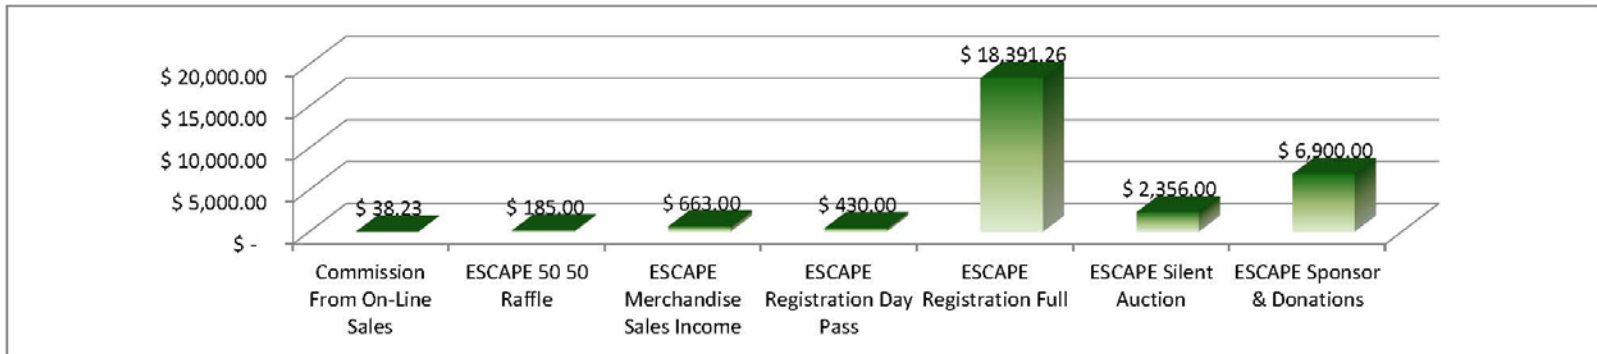 $ 20,000.00
$ 15,000.00
$ 10,000.00
$ 5,000.00
$ -
$ 38.23
$ 185.00
$ 663.00
$ 430.00
$ 18,391.26
$ 2,356.00
$ 6,900.00
Commission
From On-Line
Sales
ESCAPE 50 50
Raffle
ESCAPE
Merchandise
Sales Income
ESCAPE
Registration Day
Pass
ESCAPE
Registration Full
ESCAPE Silent
Auction
ESCAPE Sponsor
& Donations